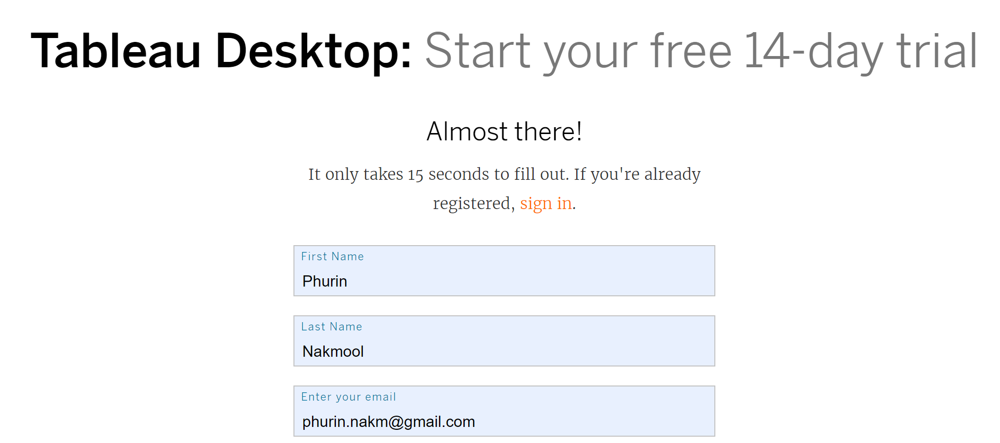 Tableau Desktop: Start your free 14-day trial
Almost there!
It only takes 15 seconds to fill out. If you're already
registered, sign in.
First Name
Phurin
Last Name
Nakmool
Enter your email
phurin.nakm@gmail.com